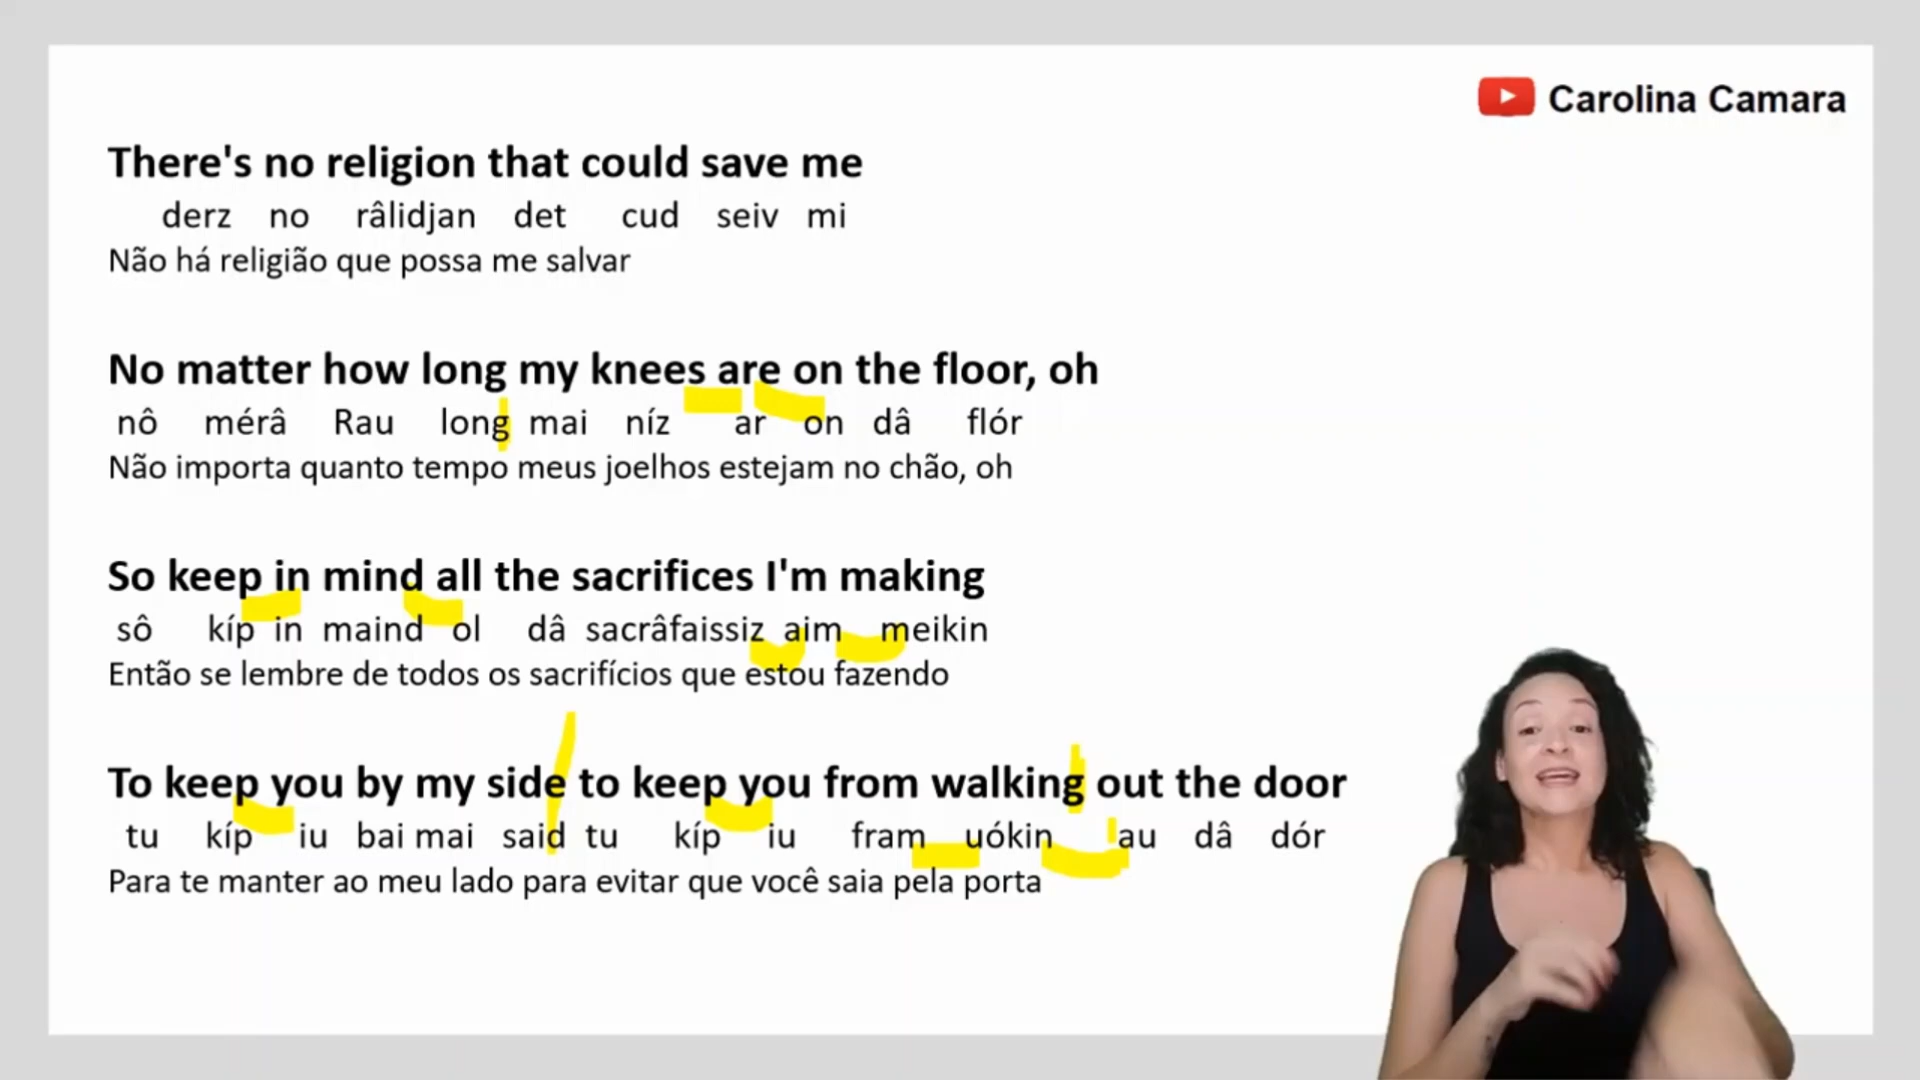 Carolina Camara
There's no religion that could save me
derz no râlidjan det cud seiv mi
Não há religião que possa me salvar
No matter how long my knees are on the floor, oh
nô mérâ Rau long mai níz ar on dâ flór
Não importa quanto tempo meus joelhos estejam no chão, oh
So keep in mind all the sacrifices I'm making
sô kíp in maind ol dâ sacrâfaissiz aim meikin
Então se lembre de todos os sacrifícios que estou fazendo
To keep you by my side to keep you from walking out the door
tu kíp iu bai mai said tu kíp iu fram uókin au dâ dór
Para te manter ao meu lado para evitar que você saia pela porta